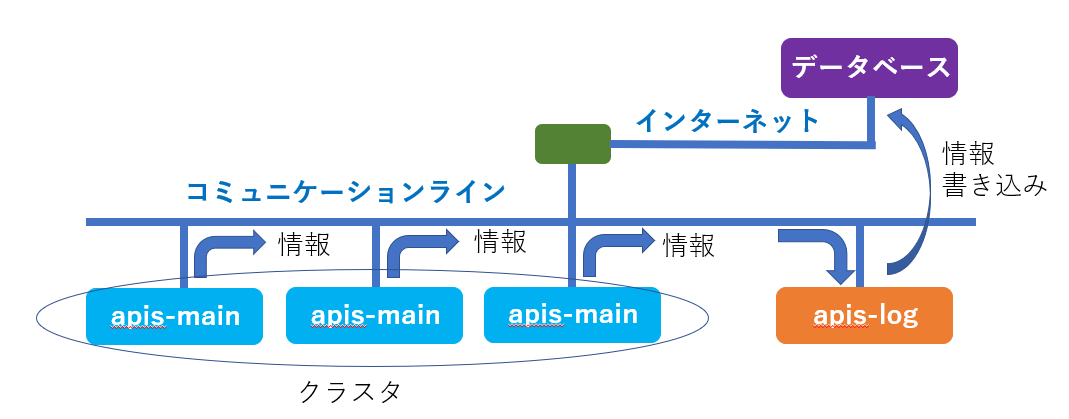 データベース
インターネット
情報
書き込み
コミュニケーションライン
情報
情報
情報
apis-main
apis-main
apis-main
apis-log
クラスタ